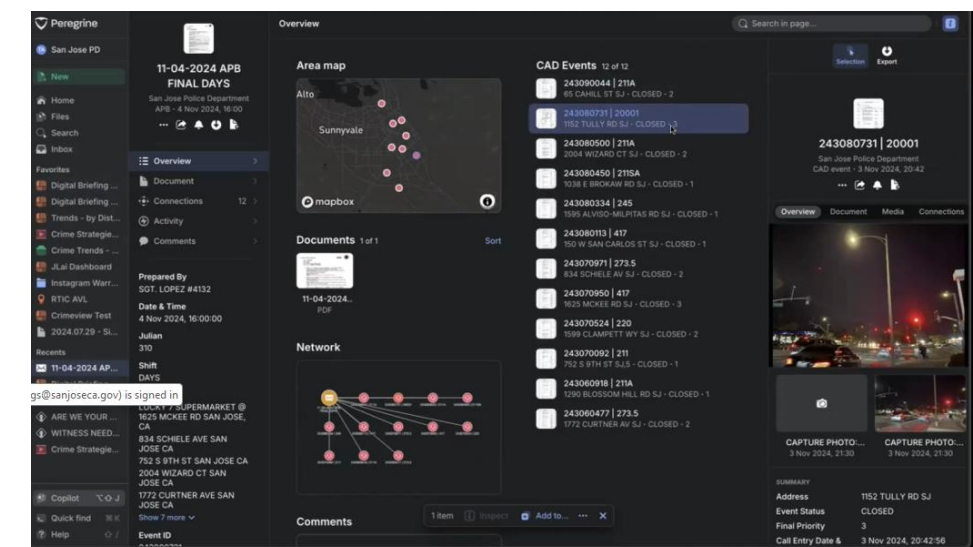 Peregrine
San Jose PD
New
Home
Files
Search
Inbox
Favorites
Digital Briefing ...
Digital Briefing ...
Trends - by Dist...
Crime Strategie...
Crime Trends - ...
JLai Dashboard
Instagram Warr...
RTIC AVL
Crimeview Test
2024.07.29 - Si...
Recents
11-04-2024 AP...
gs@sanjoseca.gov) is signed in
ARE WE YOUR ...
WITNESS NEED...
Crime Strategie...
Copilot
Quick find
Help
11-04-2024 APB
FINAL DAYS
San Jose Police Department
APB - 4 Nov 2024, 16:00
Overview
Document
Connections 12
Activity
Comments
Prepared By
SGT. LOPEZ #4132
Date & Time
4 Nov 2024, 16:00:00
Julian
310
Shift
DAYS
LUCKY 7 SUPERMARKET @
1625 MCKEE RD SAN JOSE,
CA
834 SCHIELE AVE SAN
JOSE CA
752 S 9TH ST SAN JOSE CA
2004 WIZARD CT SAN
JOSE CA
1772 CURTNER AVE SAN
JOSE CA
Show 7 more
Event ID
Overview
Search in page...
Area map
Alto
Sunnyvale
mapbox
Documents 1 of 1
Sort
11-04-2024..
PDF
Network
Comments
CAD Events 12 of 12
243090044 | 211A
65 CAHILL ST SJ - CLOSED - 2
243080731 | 20001
1152 TULLY RD SJ - CLOSED - 3
243080500 | 211A
2004 WIZARD CT SJ - CLOSED - 2
243080450 | 211SA
1038 E BROKAW RD SJ - CLOSED - 1
243080334 | 245
1595 ALVISO-MILPITAS RD SJ - CLOSED - 1
243080113 | 417
150 W SAN CARLOS ST SJ - CLOSED - 1
243070971 | 273.5
834 SCHIELE AV SJ - CLOSED - 2
243070950 | 417
1625 MCKEE RD SJ - CLOSED - 3
243070524 | 220
1599 CLAMPETT WY SJ - CLOSED - 2
243070092 | 211
752 S 9TH ST SJ,5 - CLOSED - 1
243060918 | 211A
1290 BLOSSOM HILL RD SJ - CLOSED - 1
243060477 | 273.5
1772 CURTNER AV SJ - CLOSED - 2
1 item
Inspect
Add to...
Selection
Export
243080731 | 20001
San Jose Police Department
CAD event - 3 Nov 2024, 20:42
Overview Document Media Connections
CAPTURE PHOTO:...
3 Nov 2024, 21:30
CAPTURE PHOTO:...
3 Nov 2024, 21:30
SUMMARY
Address 1152 TULLY RD SJ
Event Status CLOSED
Final Priority 3
Call Entry Date & 3 Nov 2024, 20:42:56